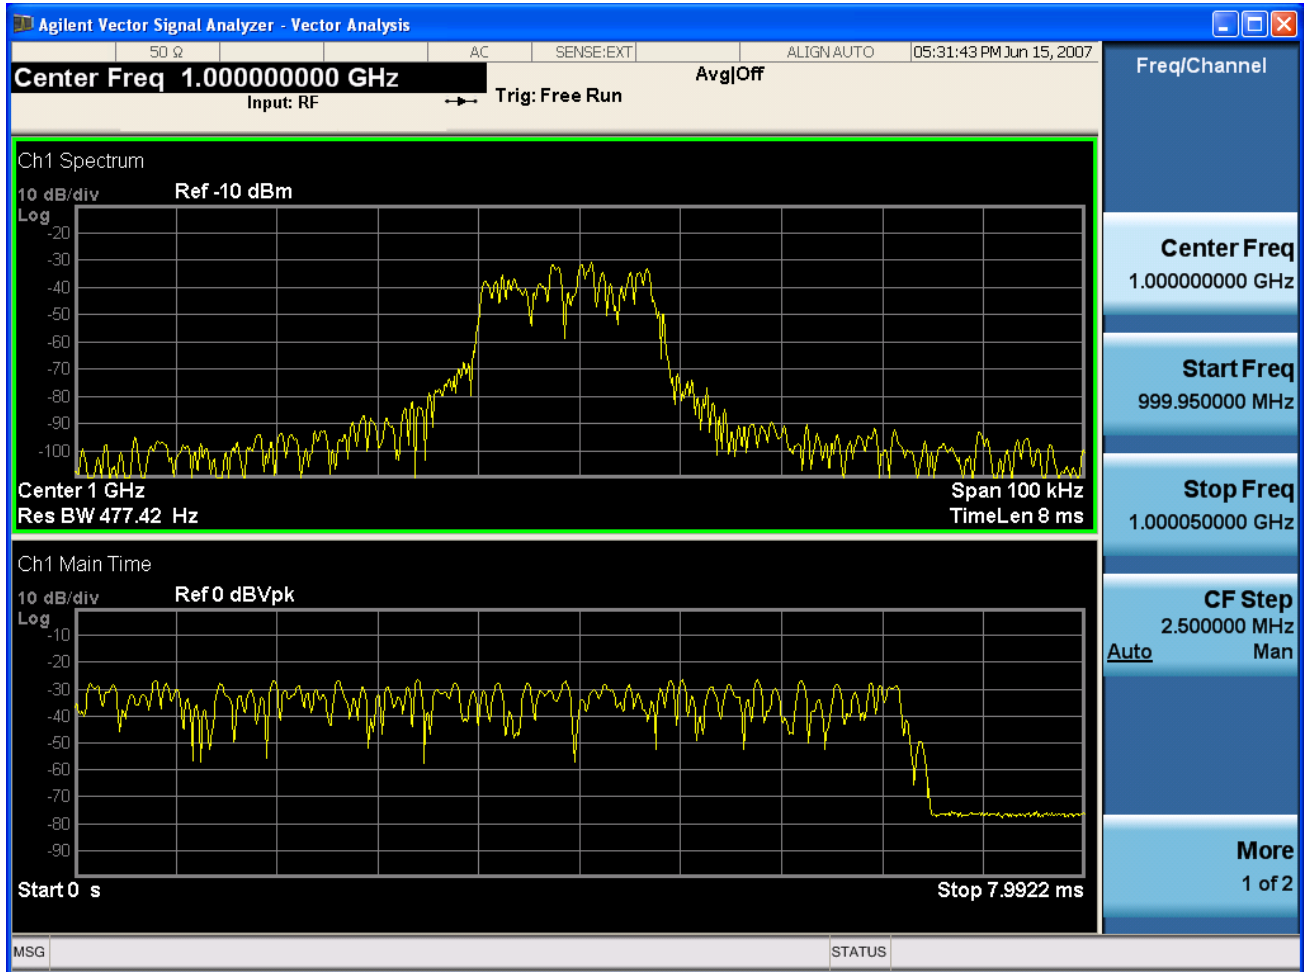 Agilent Vector Signal Analyzer - Vector Analysis
50 Ω AC SENSE:EXT ALIGN AUTO 05:31:43 PM Jun 15, 2007
Center Freq 1.000000000 GHz
Input: RF
Trig: Free Run
Avg|Off
Ch1 Spectrum
10 dB/div Ref -10 dBm
Log
-20
-30
-40
-50
-60
-70
-80
-90
-100
Center 1 GHz Span 100 kHz
Res BW 477.42 Hz TimeLen 8 ms
Ch1 Main Time
10 dB/div Ref 0 dBVpk
Log
-10
-20
-30
-40
-50
-60
-70
-80
-90
Start 0 s Stop 7.9922 ms
MSG STATUS
Freq/Channel
Center Freq
1.000000000 GHz
Start Freq
999.950000 MHz
Stop Freq
1.000050000 GHz
CF Step
2.500000 MHz
Auto Man
More
1 of 2